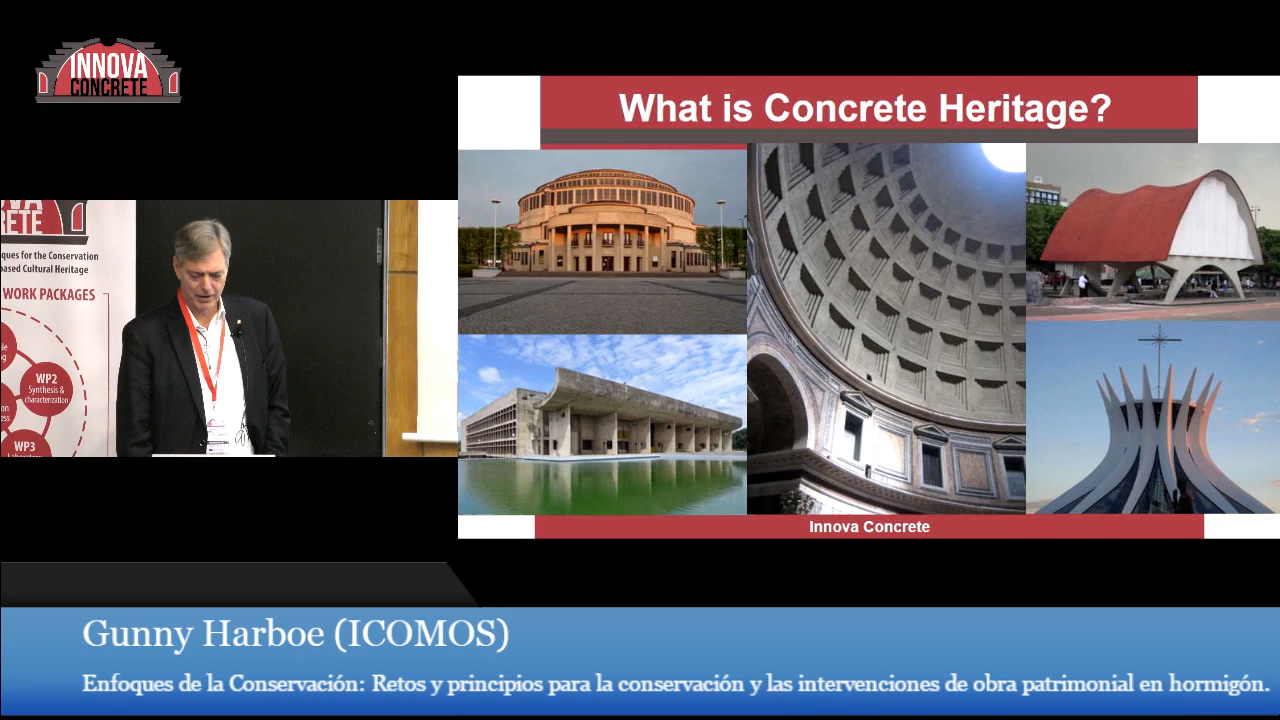 INNOVA
CONCRETE
What is Concrete Heritage?
RETE
ques for the Conservation
based Cultural Heritage
WORK PACKAGES
WP2
Synthesis &
characterization
WP3
Innova Concrete
Gunny Harboe (ICOMOS)
Enfoques de la Conservación: Retos y principios para la conservación y las intervenciones de obra patrimonial en hormigón.